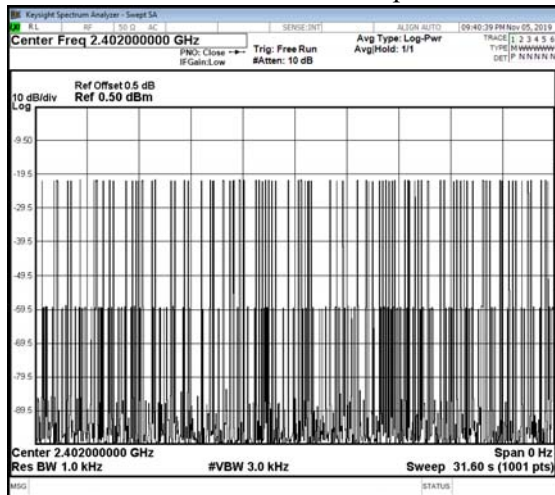 Keysight Spectrum Analyzer - Swept SA
RL RF 50 Ω AC SENSE:INT ALIGN AUTO 09:40:39 PM Nov 05, 2019
Center Freq 2.402000000 GHz
PNO: Close Trig: Free Run
IFGain:Low #Atten: 10 dB
Avg Type: Log-Pwr
Avg|Hold: 1/1
TRACE 1 2 3 4 5 6
TYPE M W W W W W
DET P N N N N N
Ref Offset 0.5 dB
10 dB/div Ref 0.50 dBm
Log
-9.50
-19.5
-29.5
-39.5
-49.5
-59.5
-69.5
-79.5
-89.5
Center 2.402000000 GHz Span 0 Hz
Res BW 1.0 kHz #VBW 3.0 kHz Sweep 31.60 s (1001 pts)
MSG STATUS